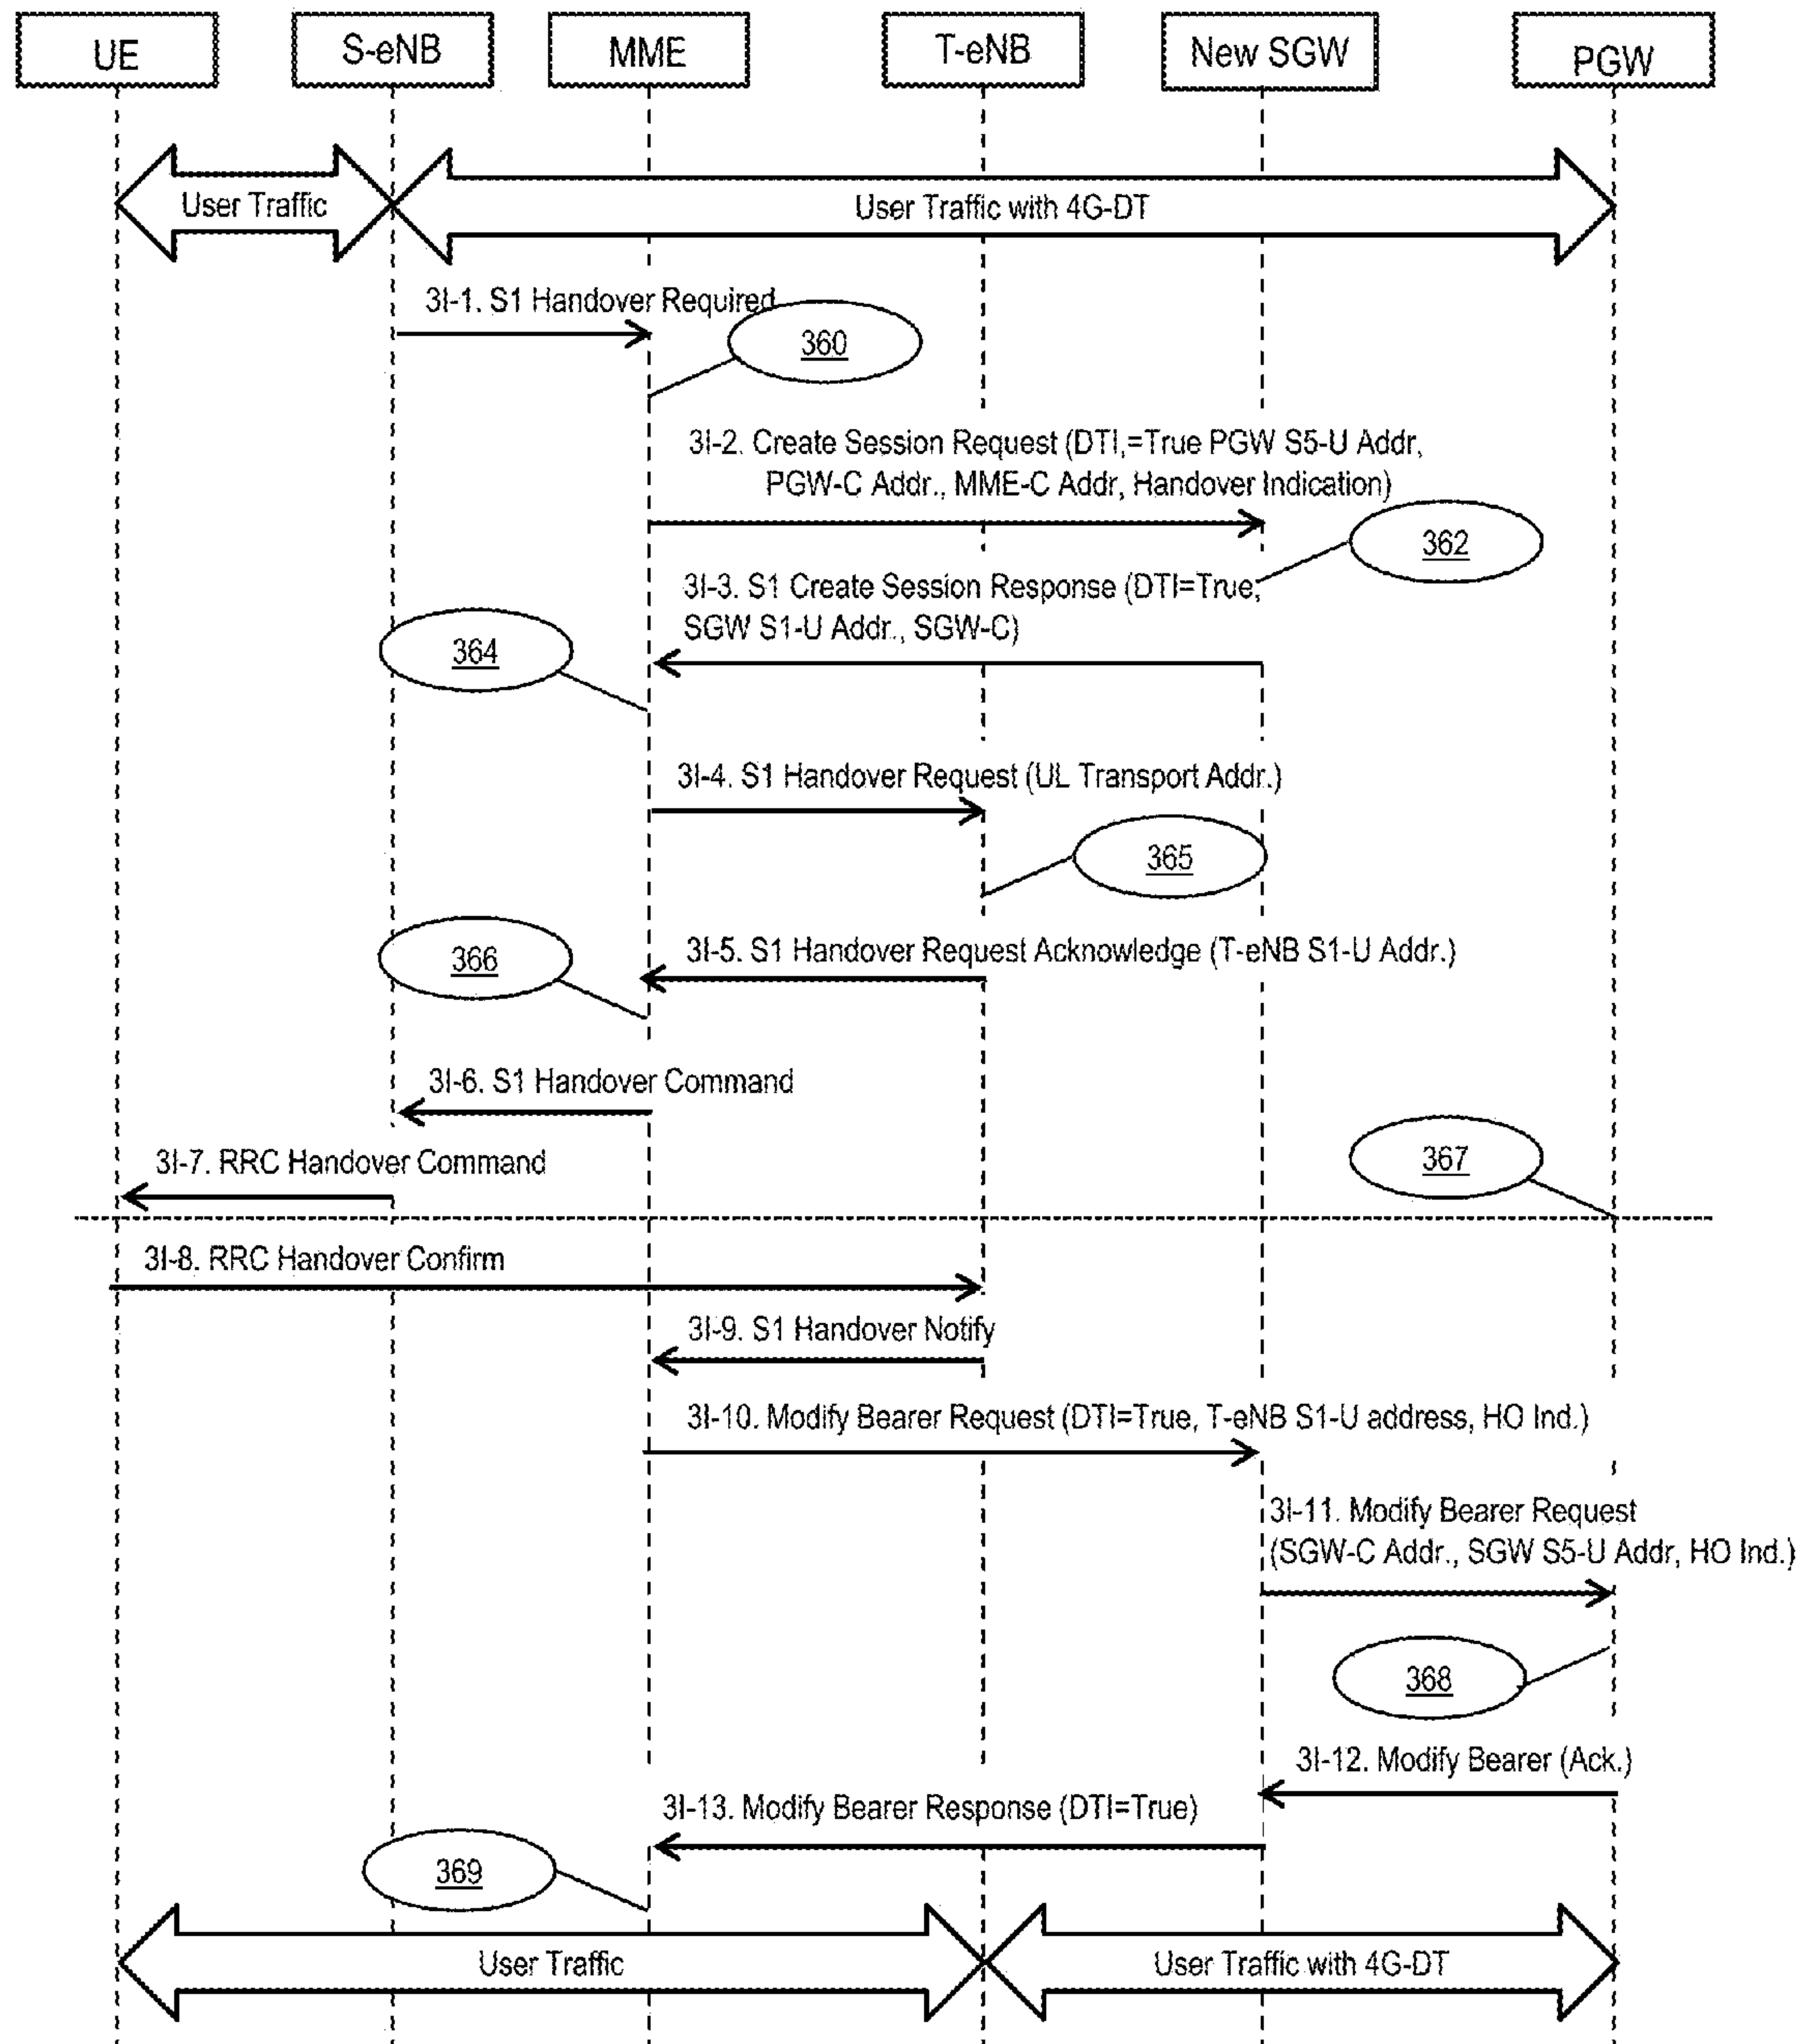 UE
S-eNB
MME
T-eNB
New SGW
PGW
User Traffic
User Traffic with 4G-DT
3I-1. S1 Handover Required
360
3I-2. Create Session Request (DTI,=True PGW S5-U Addr,
PGW-C Addr., MME-C Addr, Handover Indication)
362
3I-3. S1 Create Session Response (DTI=True,
SGW S1-U Addr., SGW-C)
364
3I-4. S1 Handover Request (UL Transport Addr.)
365
3I-5. S1 Handover Request Acknowledge (T-eNB S1-U Addr.)
366
3I-6. S1 Handover Command
3I-7. RRC Handover Command
367
3I-8. RRC Handover Confirm
3I-9. S1 Handover Notify
3I-10. Modify Bearer Request (DTI=True, T-eNB S1-U address, HO Ind.)
3I-11. Modify Bearer Request
(SGW-C Addr., SGW S5-U Addr, HO Ind.)
368
3I-12. Modify Bearer (Ack.)
3I-13. Modify Bearer Response (DTI=True)
369
User Traffic
User Traffic with 4G-DT